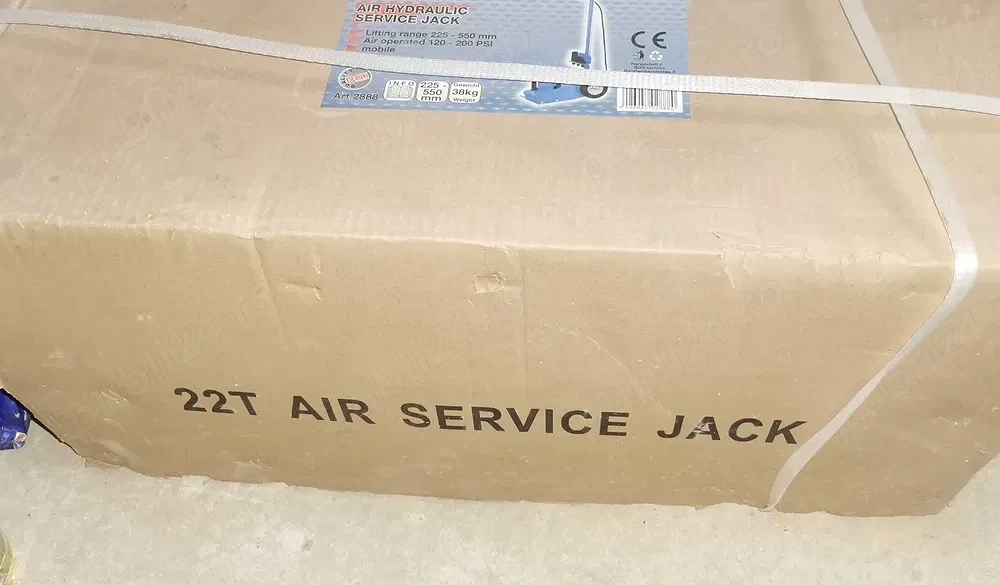 AIR HYDRAULIC
SERVICE JACK
Lifting range 225 - 550 mm
Air operated 120 - 200 PSI
mobile
CE
INFO
225 -
550
mm
Gewicht
38kg
Weight
Art.2888
22T AIR SERVICE JACK